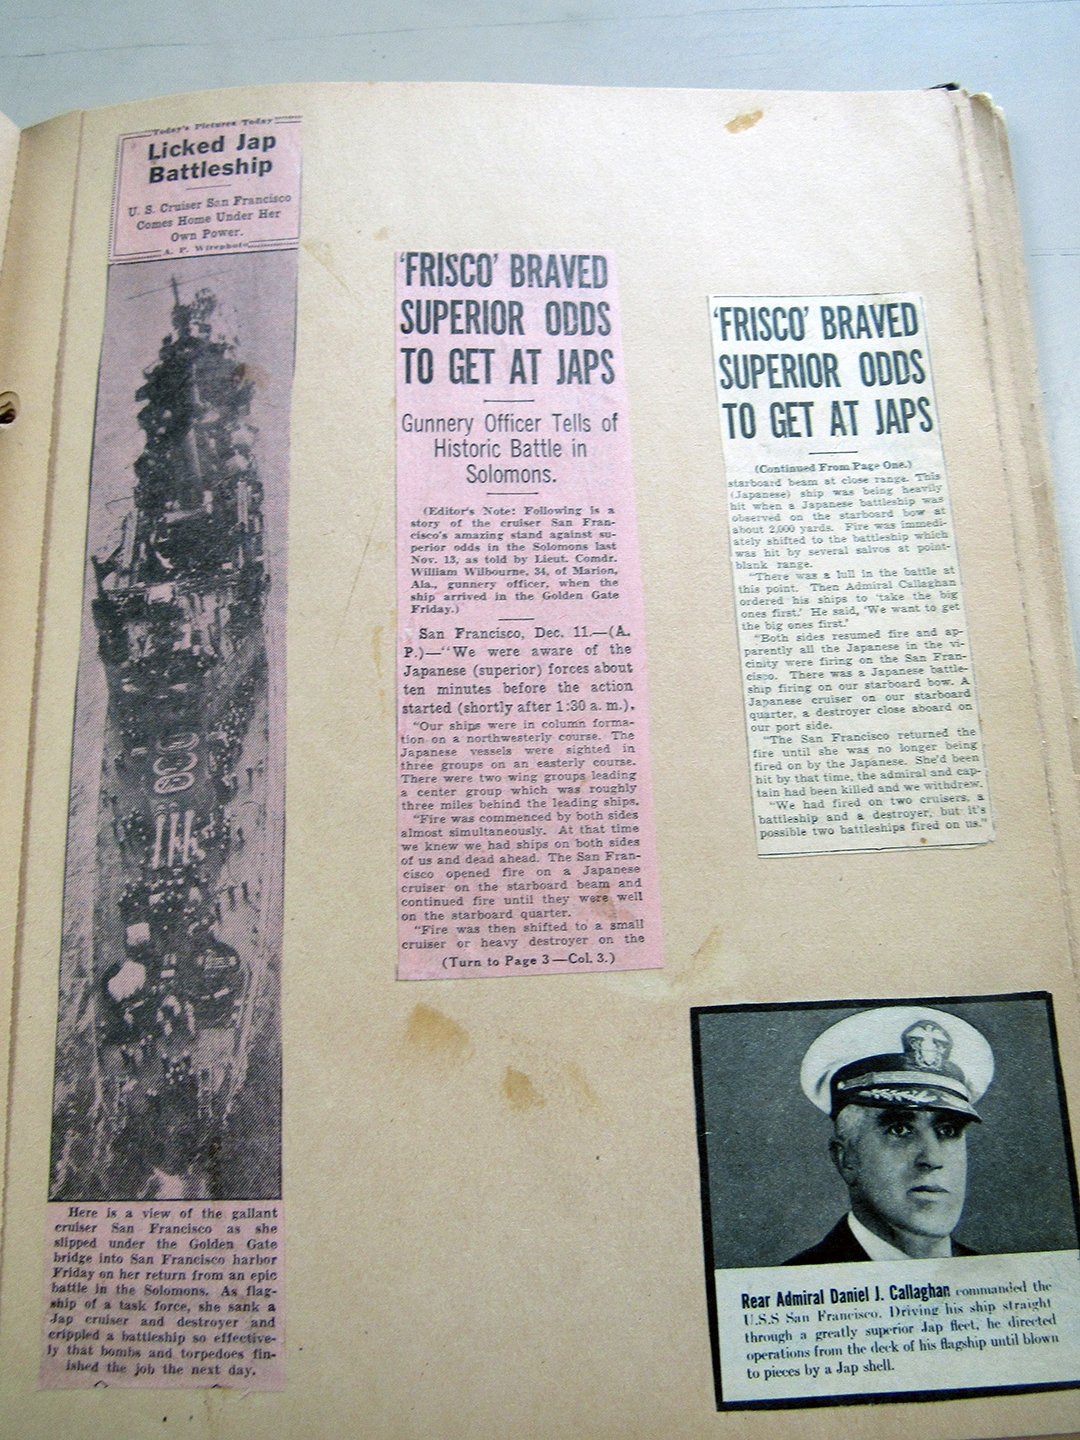 Today's Pictures Today
Licked Jap
Battleship
U. S. Cruiser San Francisco
Comes Home Under Her
Own Power.
A. P. Wirephoto
Here is a view of the gallant
cruiser San Francisco as she
slipped under the Golden Gate
bridge into San Francisco harbor
Friday on her return from an epic
battle in the Solomons. As flag-
ship of a task force, she sank a
Jap cruiser and destroyer and
crippled a battleship so effective-
ly that bombs and torpedoes fin-
ished the job the next day.
'FRISCO' BRAVED
SUPERIOR ODDS
TO GET AT JAPS
Gunnery Officer Tells of
Historic Battle in
Solomons.
(Editor's Note: Following is a
story of the cruiser San Fran-
cisco's amazing stand against su-
perior odds in the Solomons last
Nov. 13, as told by Lieut. Comdr.
William Wilbourne, 34, of Marion,
Ala., gunnery officer, when the
ship arrived in the Golden Gate
Friday.)
San Francisco, Dec. 11.—(A.
P.)—"We were aware of the
Japanese (superior) forces about
ten minutes before the action
started (shortly after 1:30 a. m.).
"Our ships were in column forma-
tion on a northwesterly course. The
Japanese vessels were sighted in
three groups on an easterly course.
There were two wing groups leading
a center group which was roughly
three miles behind the leading ships.
"Fire was commenced by both sides
almost simultaneously. At that time
we knew we had ships on both sides
of us and dead ahead. The San Fran-
cisco opened fire on a Japanese
cruiser on the starboard beam and
continued fire until they were well
on the starboard quarter.
"Fire was then shifted to a small
cruiser or heavy destroyer on the
(Turn to Page 3—Col. 3.)
'FRISCO' BRAVED
SUPERIOR ODDS
TO GET AT JAPS
(Continued From Page One.)
starboard beam at close range. This
(Japanese) ship was being heavily
hit when a Japanese battleship was
observed on the starboard bow at
about 2,000 yards. Fire was immedi-
ately shifted to the battleship which
was hit by several salvos at point-
blank range.
"There was a lull in the battle at
this point. Then Admiral Callaghan
ordered his ships to 'take the big
ones first.' He said, 'We want to get
the big ones first.'
"Both sides resumed fire and ap-
parently all the Japanese in the vi-
cinity were firing on the San Fran-
cisco. There was a Japanese battle-
ship firing on our starboard bow. A
Japanese cruiser on our starboard
quarter, a destroyer close aboard on
our port side.
"The San Francisco returned the
fire until she was no longer being
fired on by the Japanese. She'd been
hit by that time, the admiral and cap-
tain had been killed and we withdrew.
"We had fired on two cruisers, a
battleship and a destroyer, but it's
possible two battleships fired on us."
Rear Admiral Daniel J. Callaghan commanded the
U.S.S San Francisco. Driving his ship straight
through a greatly superior Jap fleet, he directed
operations from the deck of his flagship until blown
to pieces by a Jap shell.